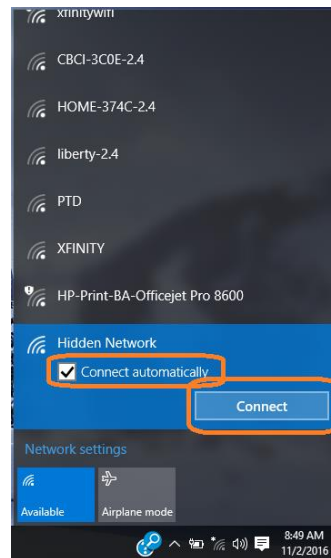 xfinitywifi
CBCI-3C0E-2.4
HOME-374C-2.4
liberty-2.4
PTD
XFINITY
HP-Print-BA-Officejet Pro 8600
Hidden Network
Connect automatically
Connect
Network settings
Available
Airplane mode
8:49 AM
11/2/2016